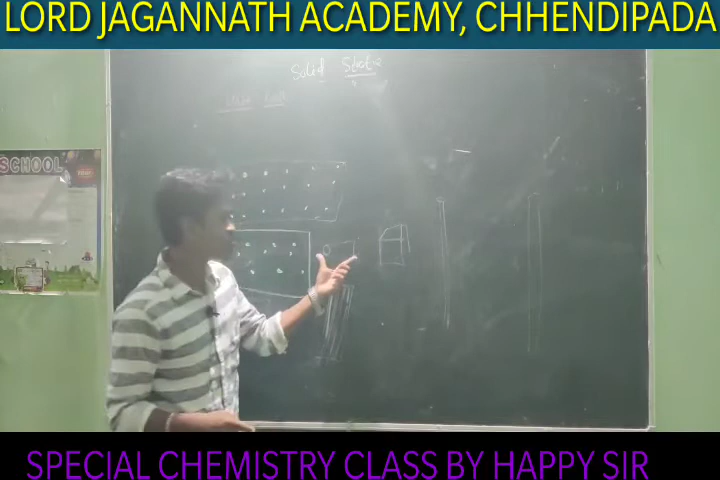 LORD JAGANNATH ACADEMY, CHHENDIPADA
Solid State
SCHOOL
SPECIAL CHEMISTRY CLASS BY HAPPY SIR